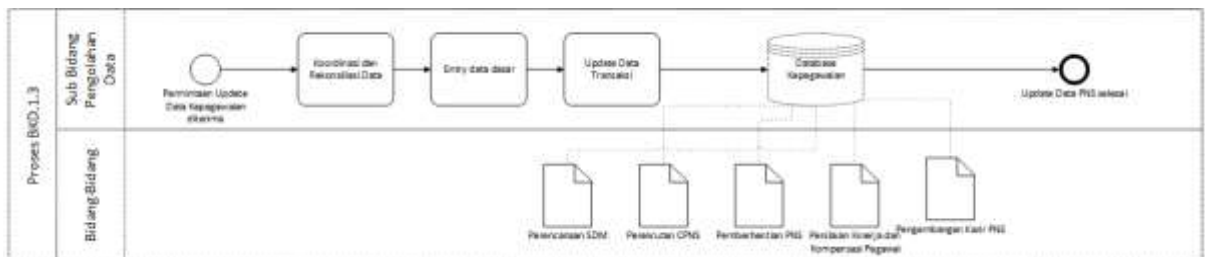 Proses BKD.1.3
Sub Bidang
Pengolahan
Data
Permintaan Update
Data Kepegawaian
diterima
Koordinasi dan
Rekonsiliasi Data
Entry data dasar
Update Data
Transaksi
Database
Kepegawaian
Update Data PNS selesai
Bidang-Bidang
Perencanaan SDM
Perekrutan CPNS
Pemberhentian PNS
Penilaian Kinerja dan
Kompensasi Pegawai
Pengembangan Karir PNS